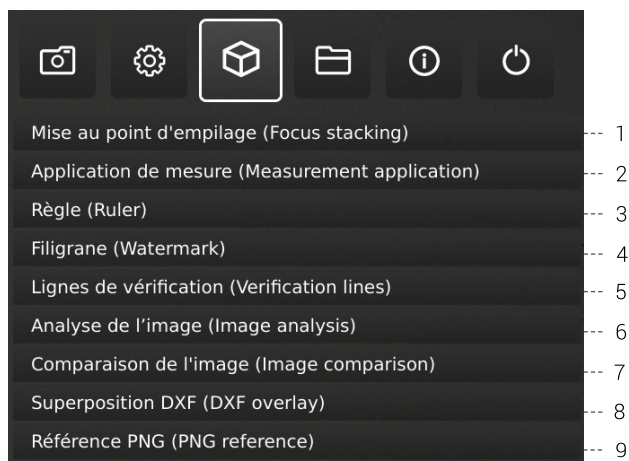 Mise au point d'empilage (Focus stacking) --- 1
Application de mesure (Measurement application) --- 2
Règle (Ruler) --- 3
Filigrane (Watermark) --- 4
Lignes de vérification (Verification lines) --- 5
Analyse de l’image (Image analysis) --- 6
Comparaison de l'image (Image comparison) --- 7
Superposition DXF (DXF overlay) --- 8
Référence PNG (PNG reference) --- 9